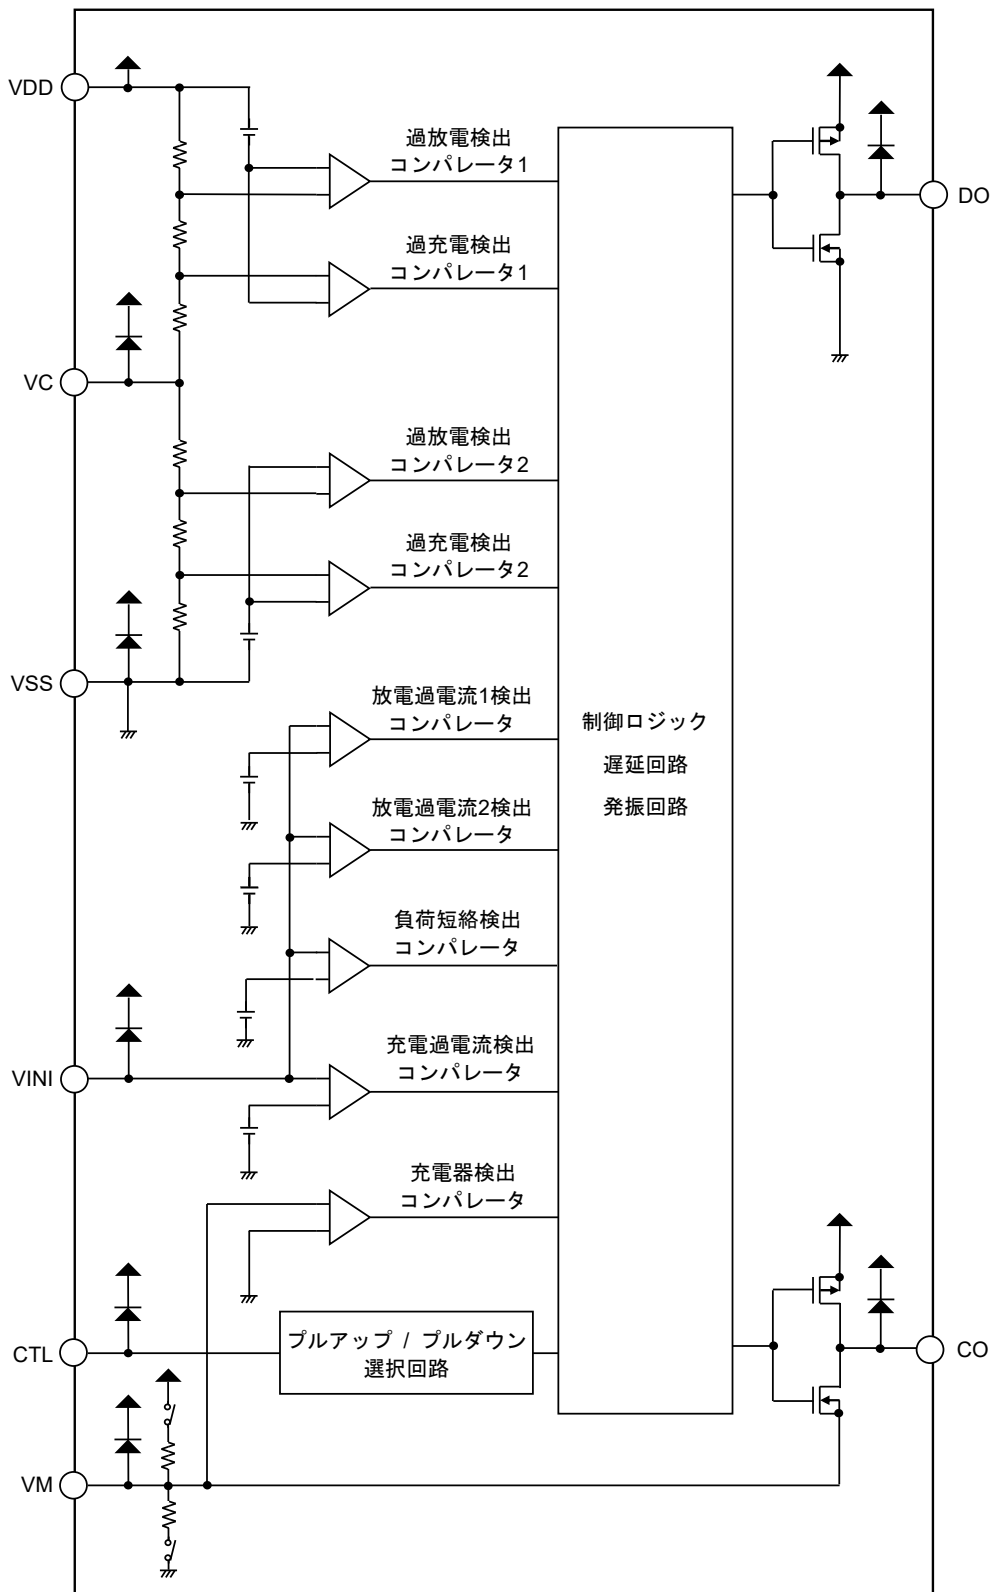 VDD
過放電検出
コンパレータ1
DO
過充電検出
コンパレータ1
VC
過放電検出
コンパレータ2
過充電検出
コンパレータ2
VSS
放電過電流1検出
コンパレータ
制御ロジック
遅延回路
発振回路
放電過電流2検出
コンパレータ
負荷短絡検出
コンパレータ
VINI
充電過電流検出
コンパレータ
充電器検出
コンパレータ
CTL
プルアップ / プルダウン
選択回路
CO
VM